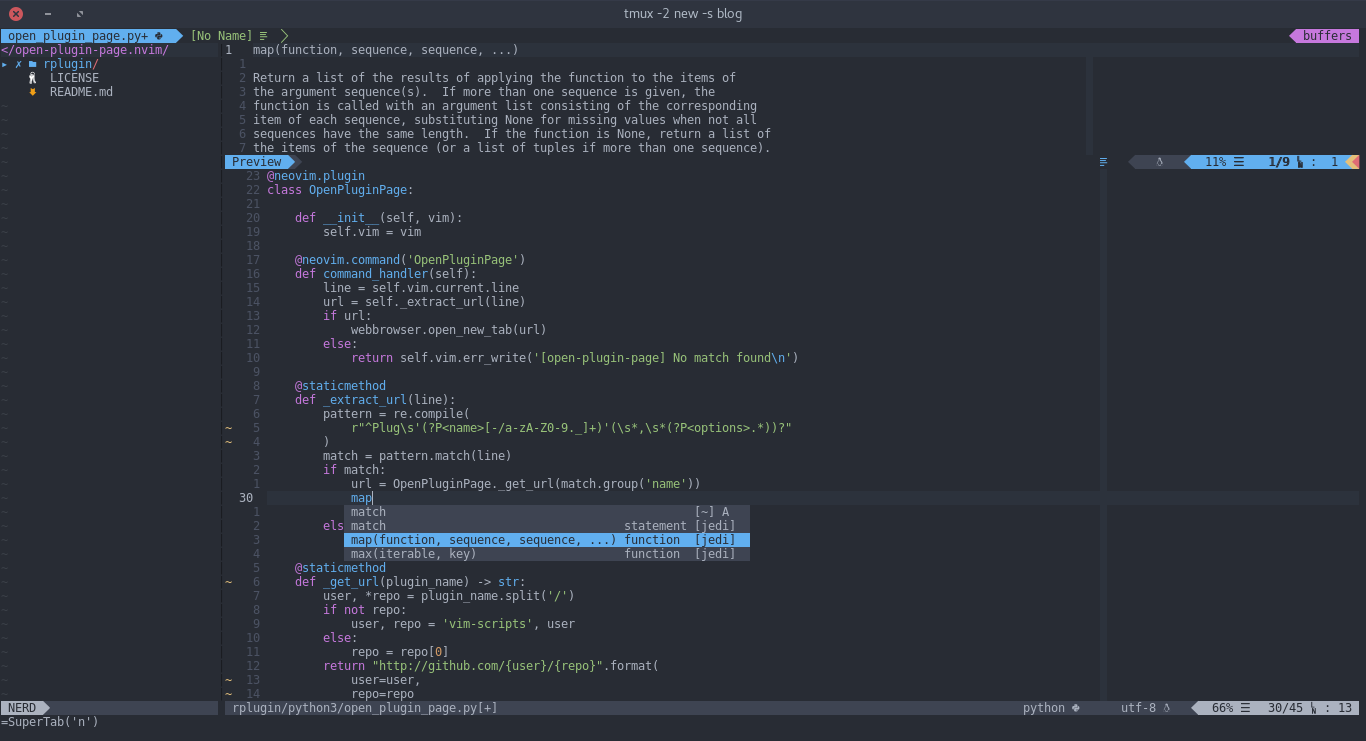 tmux -2 new -s blog
open_plugin_page.py+ [No Name] buffers
</open-plugin-page.nvim/
▸ ✗ rplugin/
LICENSE
README.md
1 map(function, sequence, sequence, ...)
1
2 Return a list of the results of applying the function to the items of
3 the argument sequence(s).  If more than one sequence is given, the
4 function is called with an argument list consisting of the corresponding
5 item of each sequence, substituting None for missing values when not all
6 sequences have the same length.  If the function is None, return a list of
7 the items of the sequence (or a list of tuples if more than one sequence).
Preview 11% ☰ 1/9 : 1
23 @neovim.plugin
22 class OpenPluginPage:
21
20     def __init__(self, vim):
19         self.vim = vim
18
17     @neovim.command('OpenPluginPage')
16     def command_handler(self):
15         line = self.vim.current.line
14         url = self._extract_url(line)
13         if url:
12             webbrowser.open_new_tab(url)
11         else:
10             return self.vim.err_write('[open-plugin-page] No match found\n')
9
8     @staticmethod
7     def _extract_url(line):
6         pattern = re.compile(
~ 5             r"^Plug\s'(?P<name>[-/a-zA-Z0-9._]+)'(\s*,\s*(?P<options>.*))?"
~ 4         )
3         match = pattern.match(line)
2         if match:
1             url = OpenPluginPage._get_url(match.group('name'))
30             map
1 match [~] A
2         els match statement [jedi]
3 map(function, sequence, sequence, ...) function [jedi]
4 max(iterable, key) function [jedi]
5     @staticmethod
~ 6     def _get_url(plugin_name) -> str:
7         user, *repo = plugin_name.split('/')
8         if not repo:
9             user, repo = 'vim-scripts', user
10         else:
11             repo = repo[0]
12         return "http://github.com/{user}/{repo}".format(
~ 13             user=user,
~ 14             repo=repo
NERD rplugin/python3/open_plugin_page.py[+] python utf-8 66% ☰ 30/45 : 13
=SuperTab('n')